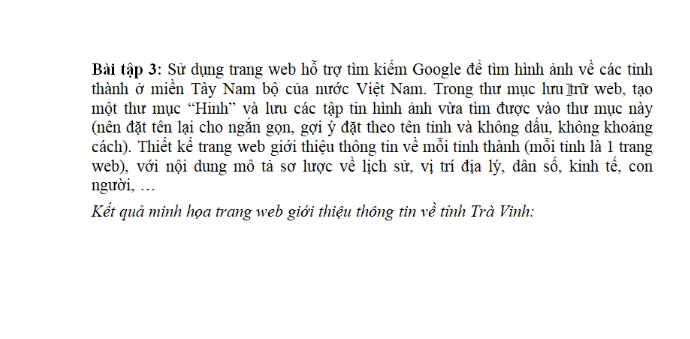 Bài tập 3: Sử dụng trang web hỗ trợ tìm kiếm Google để tìm hình ảnh về các tỉnh
thành ở miền Tây Nam bộ của nước Việt Nam. Trong thư mục lưu trữ web, tạo
một thư mục “Hinh” và lưu các tập tin hình ảnh vừa tìm được vào thư mục này
(nên đặt tên lại cho ngắn gọn, gợi ý đặt theo tên tỉnh và không dấu, không khoảng
cách). Thiết kế trang web giới thiệu thông tin về mỗi tỉnh thành (mỗi tỉnh là 1 trang
web), với nội dung mô tả sơ lược về lịch sử, vị trí địa lý, dân số, kinh tế, con
người, …
Kết quả minh họa trang web giới thiệu thông tin về tỉnh Trà Vinh: